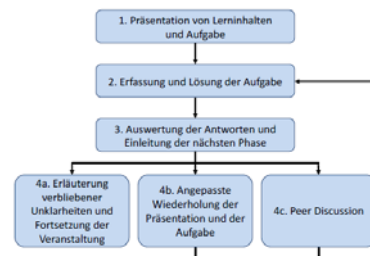 1. Präsentation von Lerninhalten
und Aufgabe
2. Erfassung und Lösung der Aufgabe
3. Auswertung der Antworten und
Einleitung der nächsten Phase
4a. Erläuterung
verbliebener
Unklarheiten und
Fortsetzung der
Veranstaltung
4b. Angepasste
Wiederholung der
Präsentation und der
Aufgabe
4c. Peer Discussion